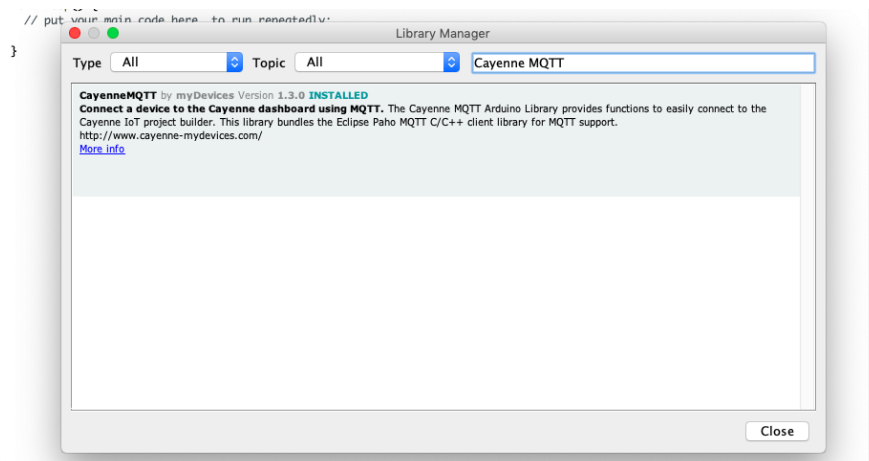 // put your main code here, to run repeatedly:
Library Manager
}
Type All Topic All Cayenne MQTT
CayenneMQTT by myDevices Version 1.3.0 INSTALLED
Connect a device to the Cayenne dashboard using MQTT. The Cayenne MQTT Arduino Library provides functions to easily connect to the
Cayenne IoT project builder. This library bundles the Eclipse Paho MQTT C/C++ client library for MQTT support.
http://www.cayenne-mydevices.com/
More info
Close